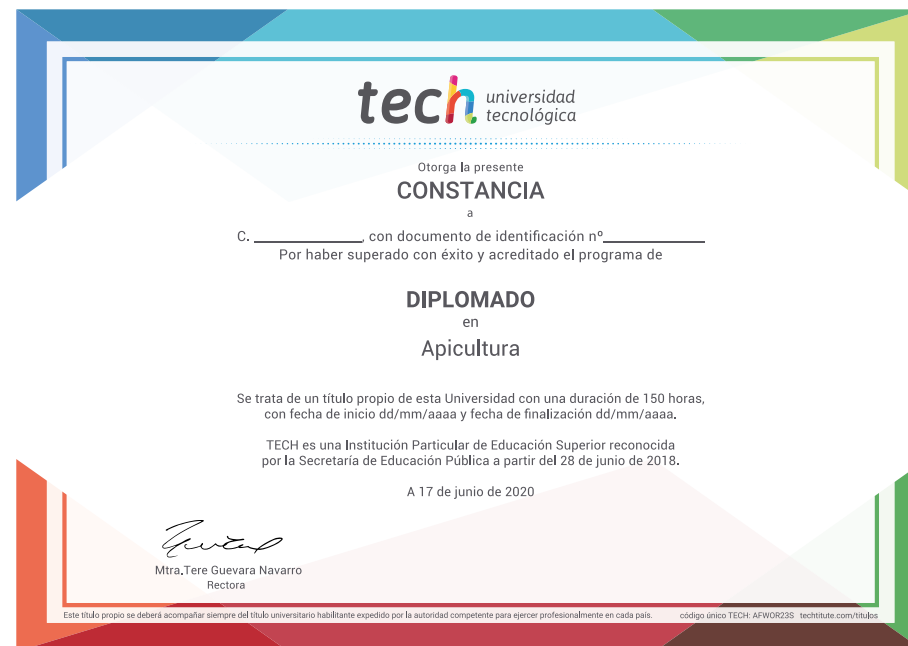 tech universidad
tecnológica
Otorga la presente
CONSTANCIA
a
C. ____________, con documento de identificación nº____________
Por haber superado con éxito y acreditado el programa de
DIPLOMADO
en
Apicultura
Se trata de un título propio de esta Universidad con una duración de 150 horas,
con fecha de inicio dd/mm/aaaa y fecha de finalización dd/mm/aaaa.
TECH es una Institución Particular de Educación Superior reconocida
por la Secretaría de Educación Pública a partir del 28 de junio de 2018.
A 17 de junio de 2020
Mtra.Tere Guevara Navarro
Rectora
Este título propio se deberá acompañar siempre del título universitario habilitante expedido por la autoridad competente para ejercer profesionalmente en cada país. código único TECH: AFWOR23S techtitute.com/titulos